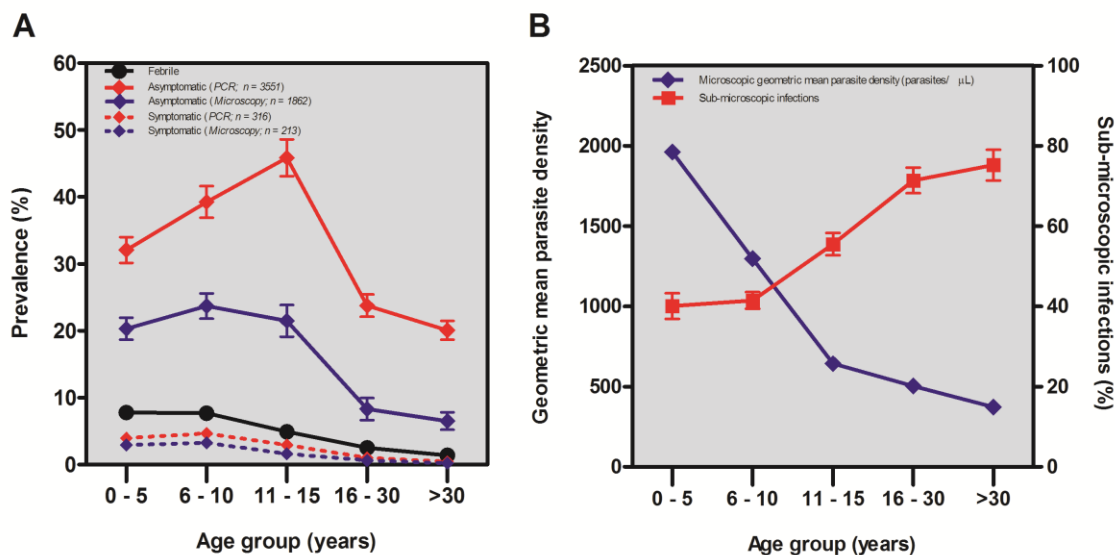 A
Prevalence (%)
60
50
40
30
20
10
0
Febrile
Asymptomatic (PCR; n = 3551)
Asymptomatic (Microscopy; n = 1862)
Symptomatic (PCR; n = 316)
Symptomatic (Microscopy; n = 213)
0 - 5 6 - 10 11 - 15 16 - 30 >30
Age group (years)
B
Geometric mean parasite density
2500
2000
1500
1000
500
0
Microscopic geometric mean parasite density (parasites/ μL)
Sub-microscopic infections
100
80
60
40
20
0
Sub-microscopic infections (%)
0 - 5 6 - 10 11 - 15 16 - 30 >30
Age group (years)